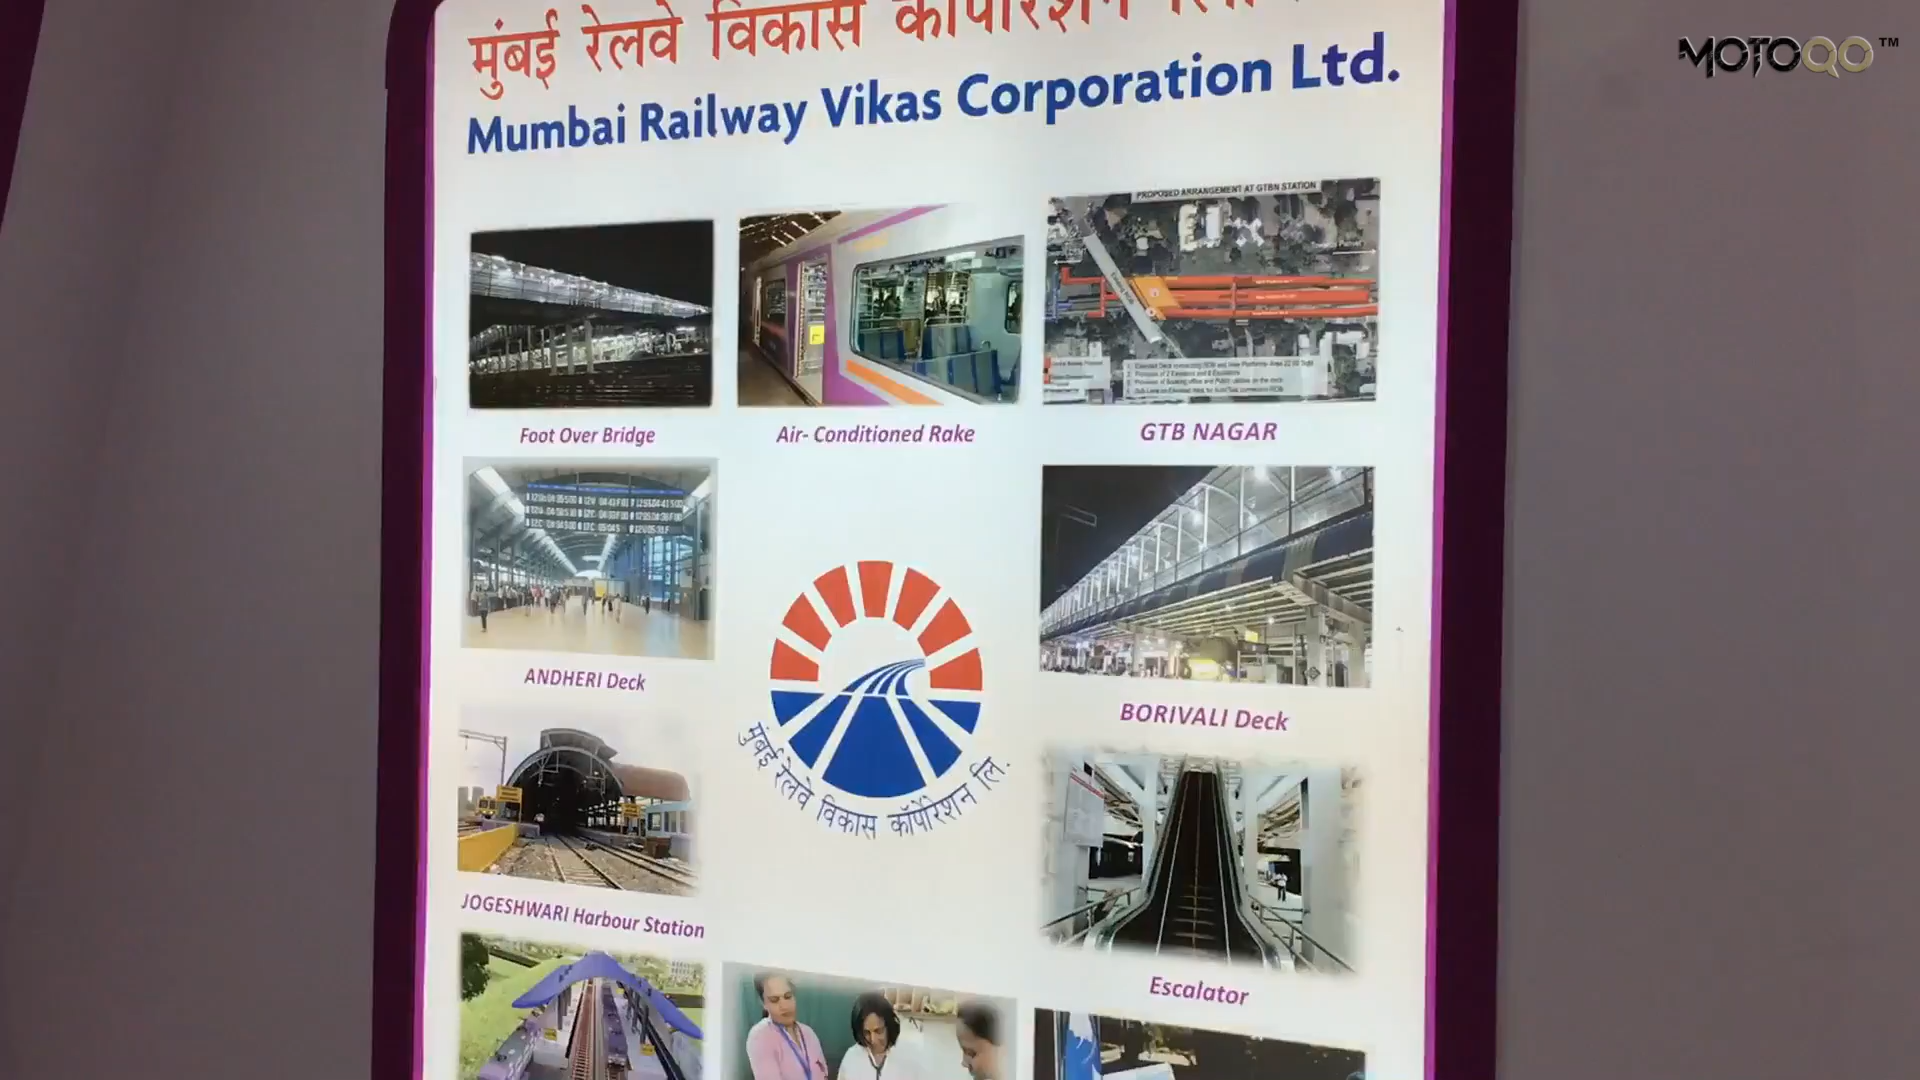 मुंबई रेलवे विकास कॉर्पोरेशन
MOTOQO™
Mumbai Railway Vikas Corporation Ltd.
PROPOSED ARRANGEMENT AT GTBN STATION
Foot Over Bridge
Air- Conditioned Rake
GTB NAGAR
ANDHERI Deck
BORIVALI Deck
मुंबई रेलवे विकास कॉर्पोरेशन लि.
JOGESHWARI Harbour Station
Escalator